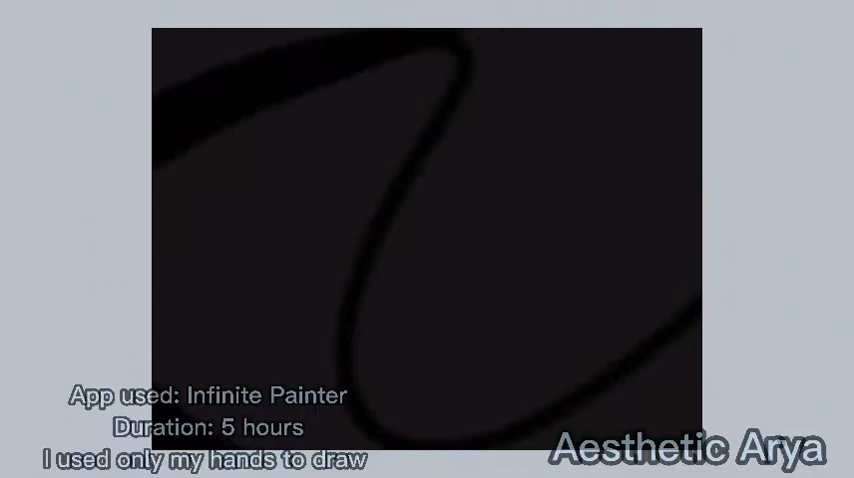 App used: Infinite Painter
Duration: 5 hours
I used only my hands to draw
Aesthetic Arya